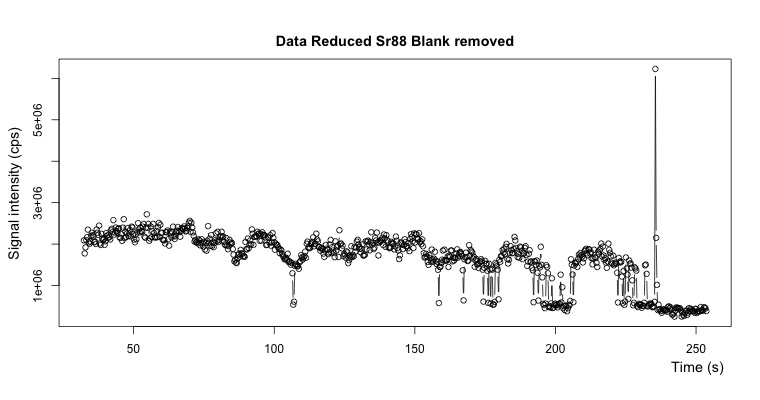 Data Reduced Sr88 Blank removed
Signal intensity (cps)
5e+06
3e+06
1e+06
50
100
150
200
250
Time (s)